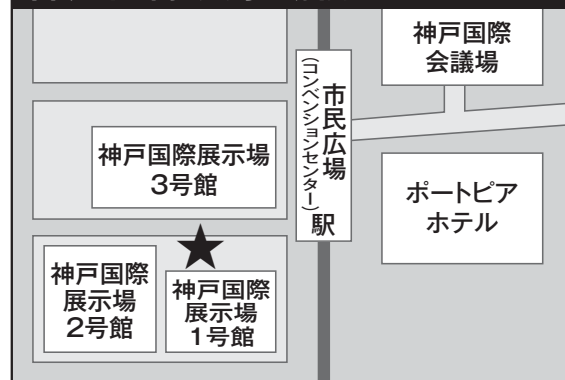 神戸国際
会議場
市民広場
(コンベンションセンター)
駅
神戸国際展示場
3号館
ポートピア
ホテル
神戸国際
展示場
2号館
神戸国際
展示場
1号館